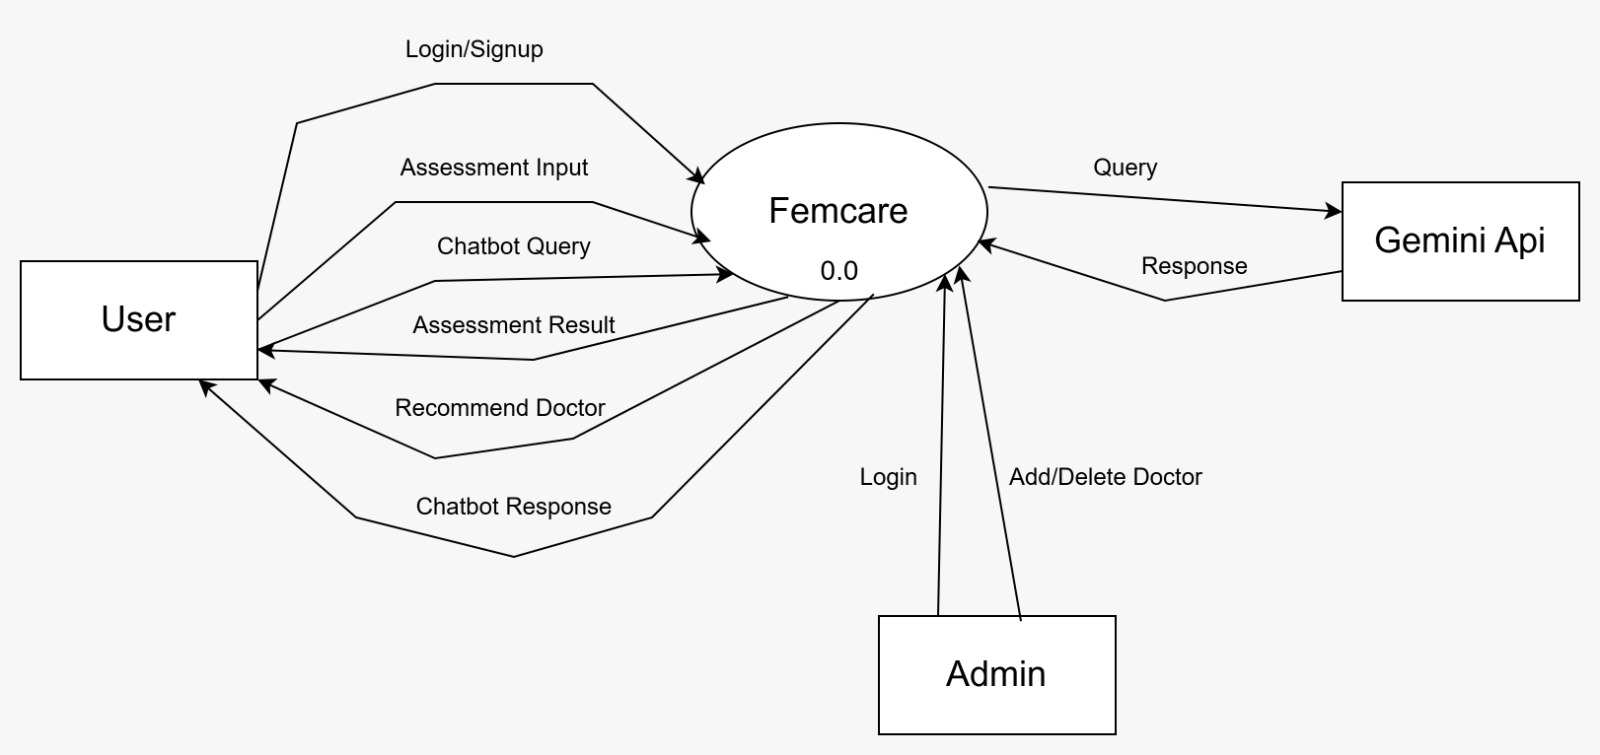 Login/Signup
Assessment Input
Query
Femcare
Chatbot Query
Gemini Api
Response
0.0
User
Assessment Result
Recommend Doctor
Login
Add/Delete Doctor
Chatbot Response
Admin